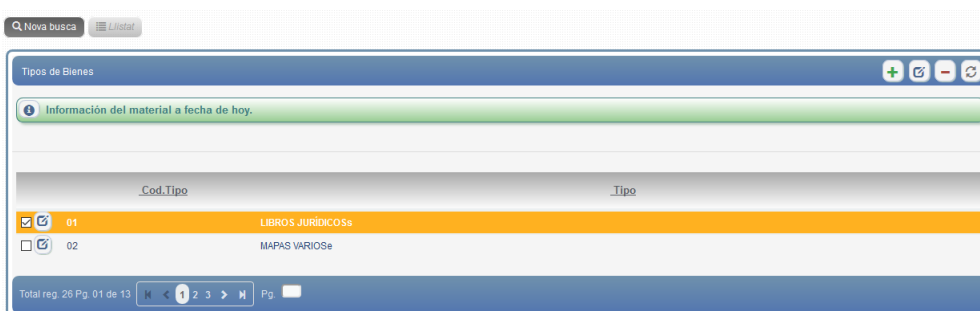 Nova busca Llistat
Tipos de Bienes
Información del material a fecha de hoy.
Cod.Tipo Tipo
01 LIBROS JURÍDICOSs
02 MAPAS VARIOSe
Total reg. 26 Pg. 01 de 13 1 2 3 Pg.